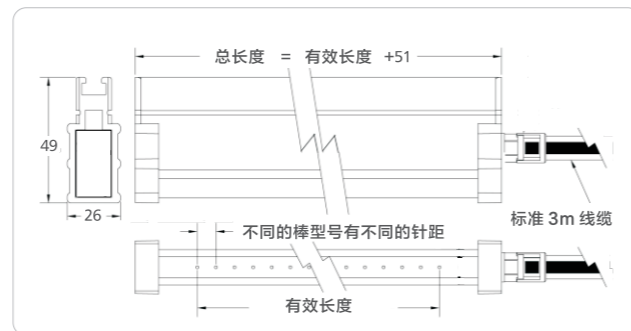 总长度 = 有效长度 +51
49
26
标准 3m 线缆
不同的棒型号有不同的针距
有效长度